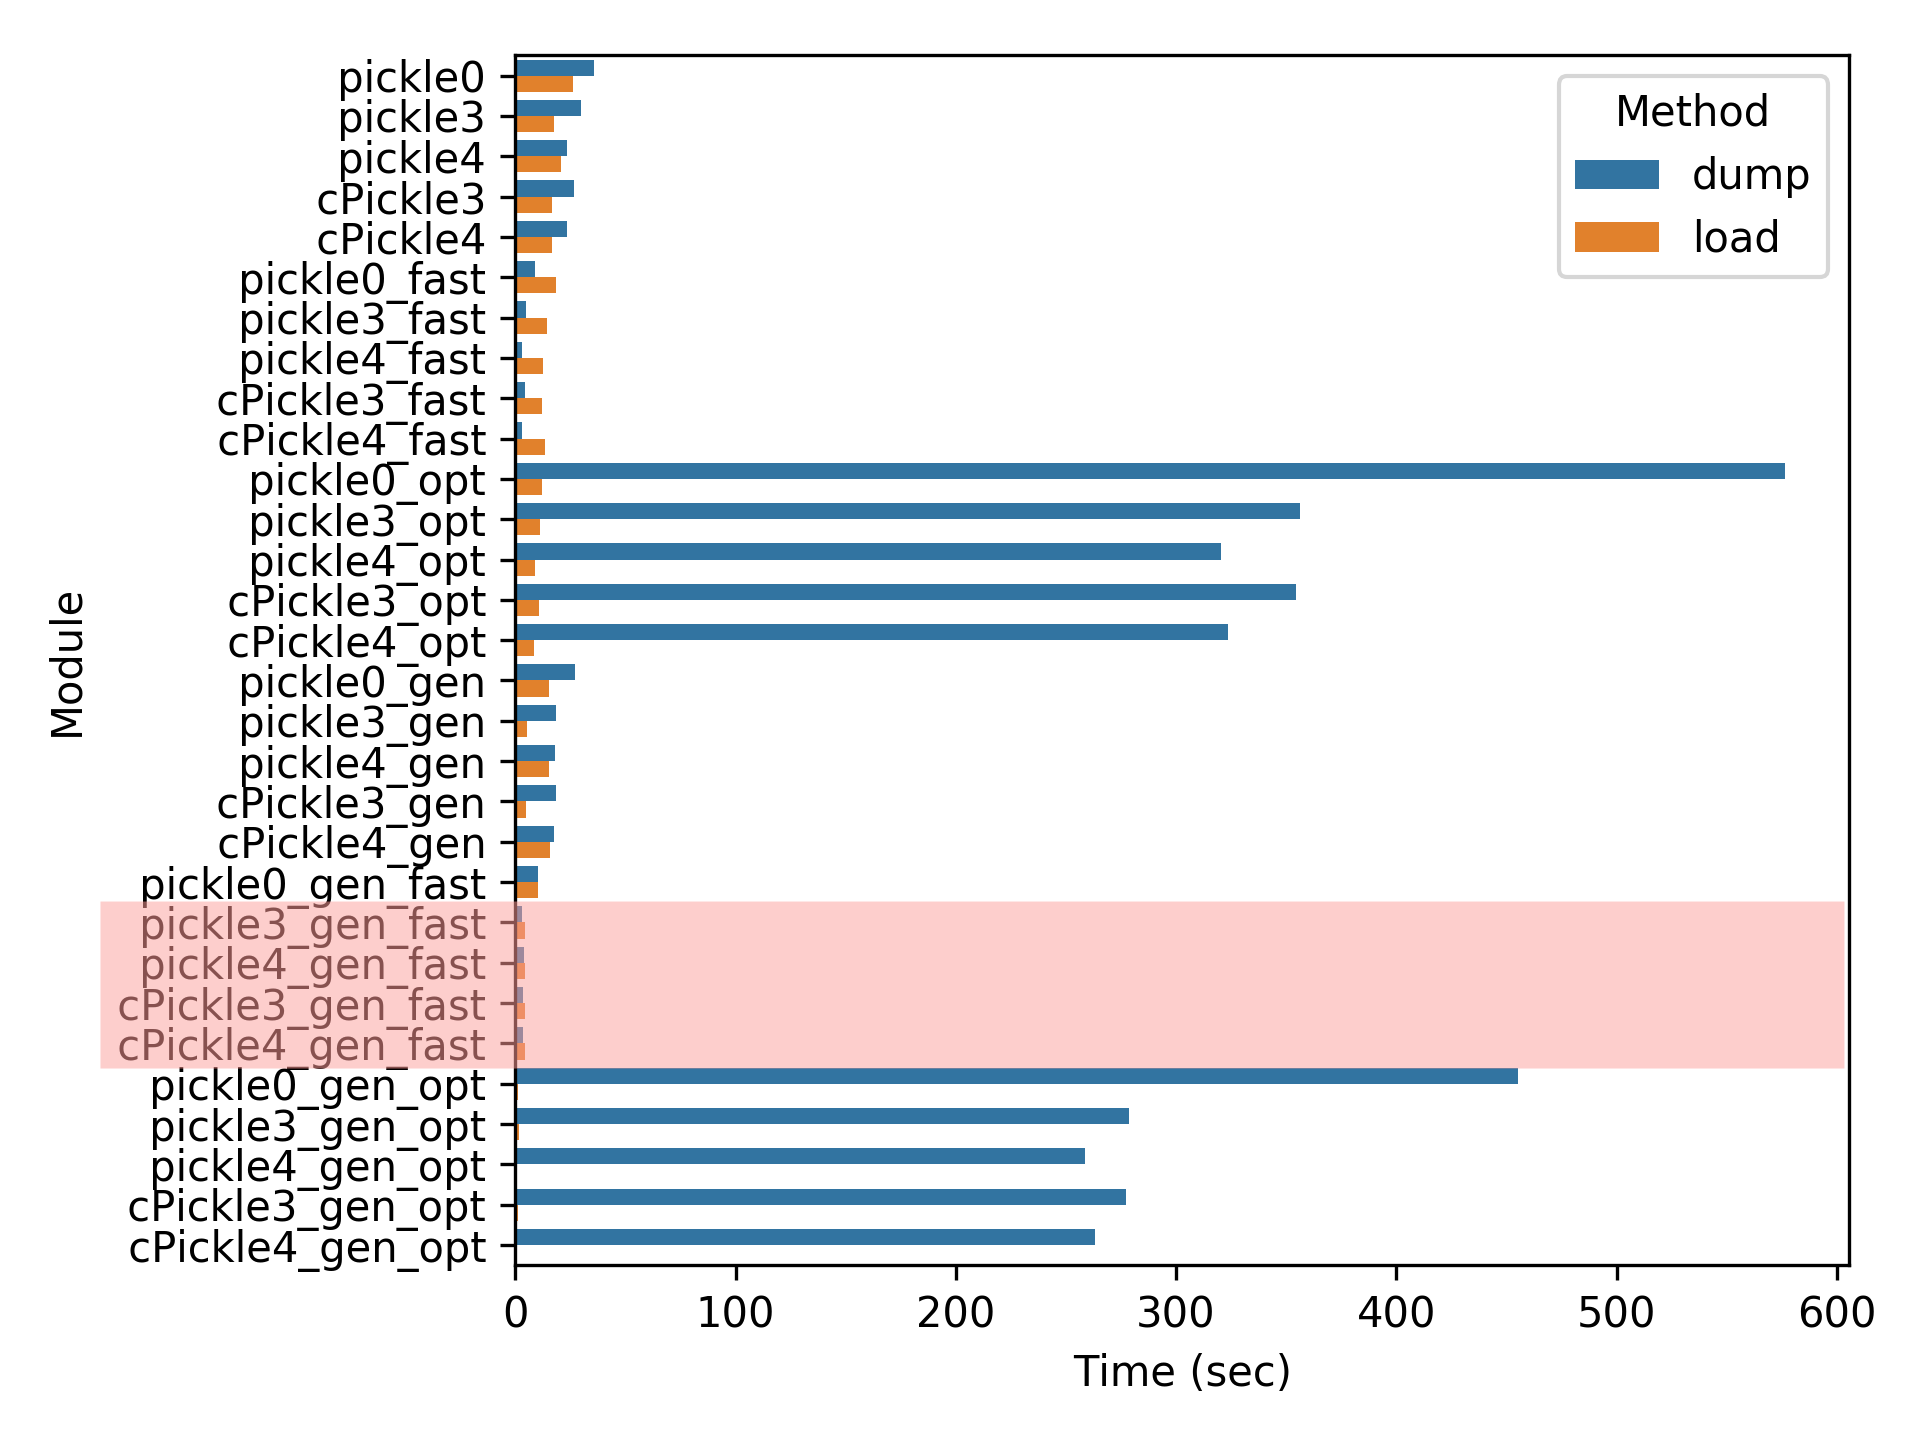 pickle0
pickle3
pickle4
cPickle3
cPickle4
pickle0_fast
pickle3_fast
pickle4_fast
cPickle3_fast
cPickle4_fast
pickle0_opt
pickle3_opt
pickle4_opt
cPickle3_opt
cPickle4_opt
pickle0_gen
pickle3_gen
pickle4_gen
cPickle3_gen
cPickle4_gen
pickle0_gen_fast
pickle3_gen_fast
pickle4_gen_fast
cPickle3_gen_fast
cPickle4_gen_fast
pickle0_gen_opt
pickle3_gen_opt
pickle4_gen_opt
cPickle3_gen_opt
cPickle4_gen_opt
Module
0 100 200 300 400 500 600
Time (sec)
Method
dump
load